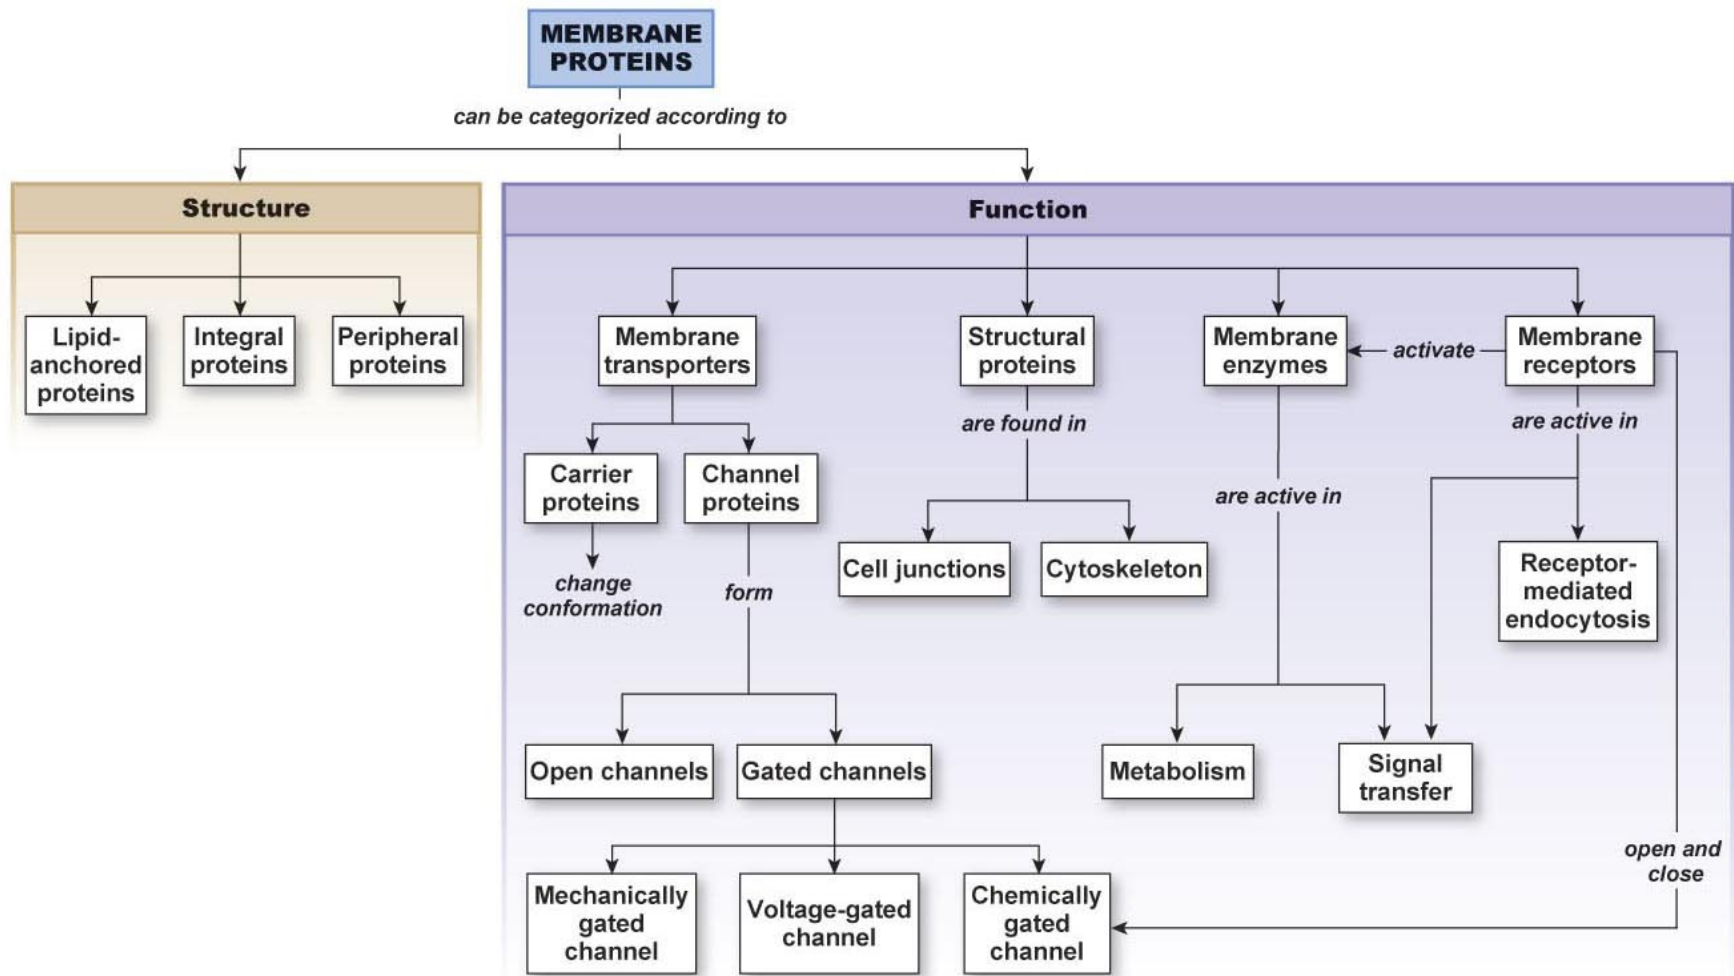 MEMBRANE
PROTEINS
can be categorized according to
Structure
Lipid-
anchored
proteins
Integral
proteins
Peripheral
proteins
Function
Membrane
transporters
Structural
proteins
Membrane
enzymes
activate
Membrane
receptors
are found in
are active in
Carrier
proteins
Channel
proteins
are active in
change
conformation
form
Cell junctions
Cytoskeleton
Receptor-
mediated
endocytosis
Open channels
Gated channels
Metabolism
Signal
transfer
open and
close
Mechanically
gated
channel
Voltage-gated
channel
Chemically
gated
channel